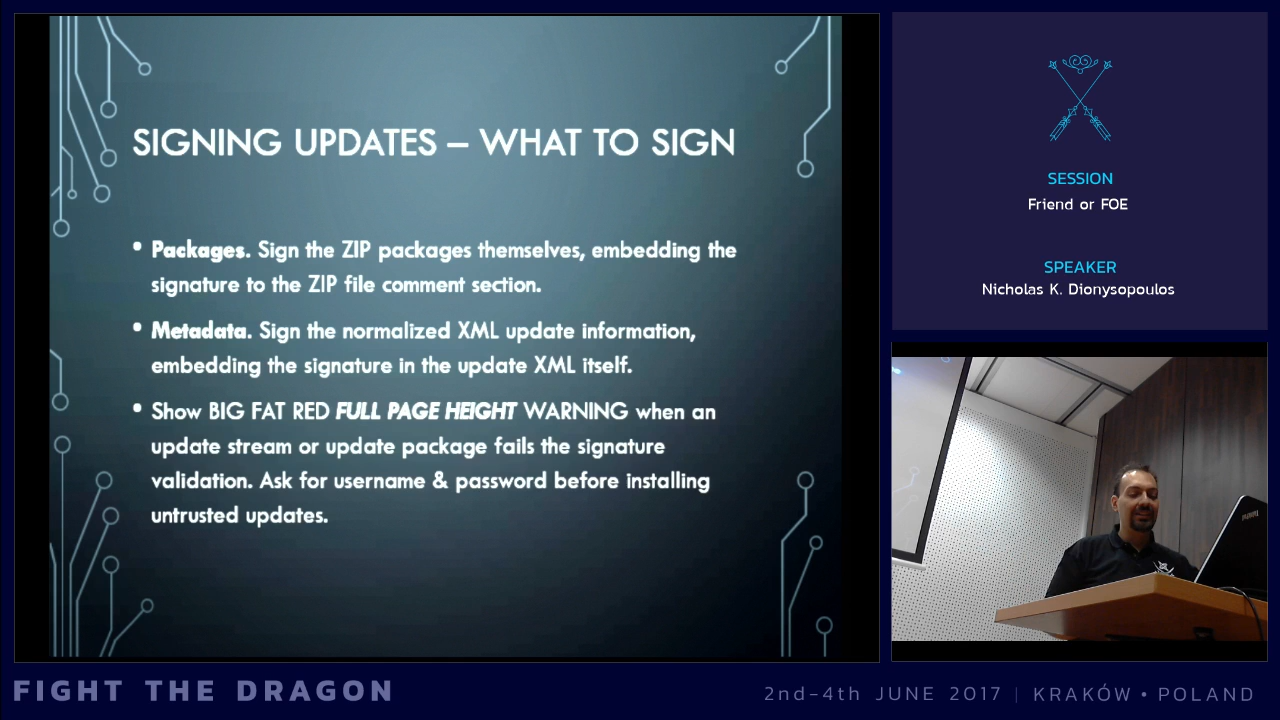 SIGNING UPDATES – WHAT TO SIGN
• Packages. Sign the ZIP packages themselves, embedding the
signature to the ZIP file comment section.
• Metadata. Sign the normalized XML update information,
embedding the signature in the update XML itself.
• Show BIG FAT RED FULL PAGE HEIGHT WARNING when an
update stream or update package fails the signature
validation. Ask for username & password before installing
untrusted updates.
SESSION
Friend or FOE
SPEAKER
Nicholas K. Dionysopoulos
FIGHT THE DRAGON
2nd-4th JUNE 2017 | KRAKÓW • POLAND